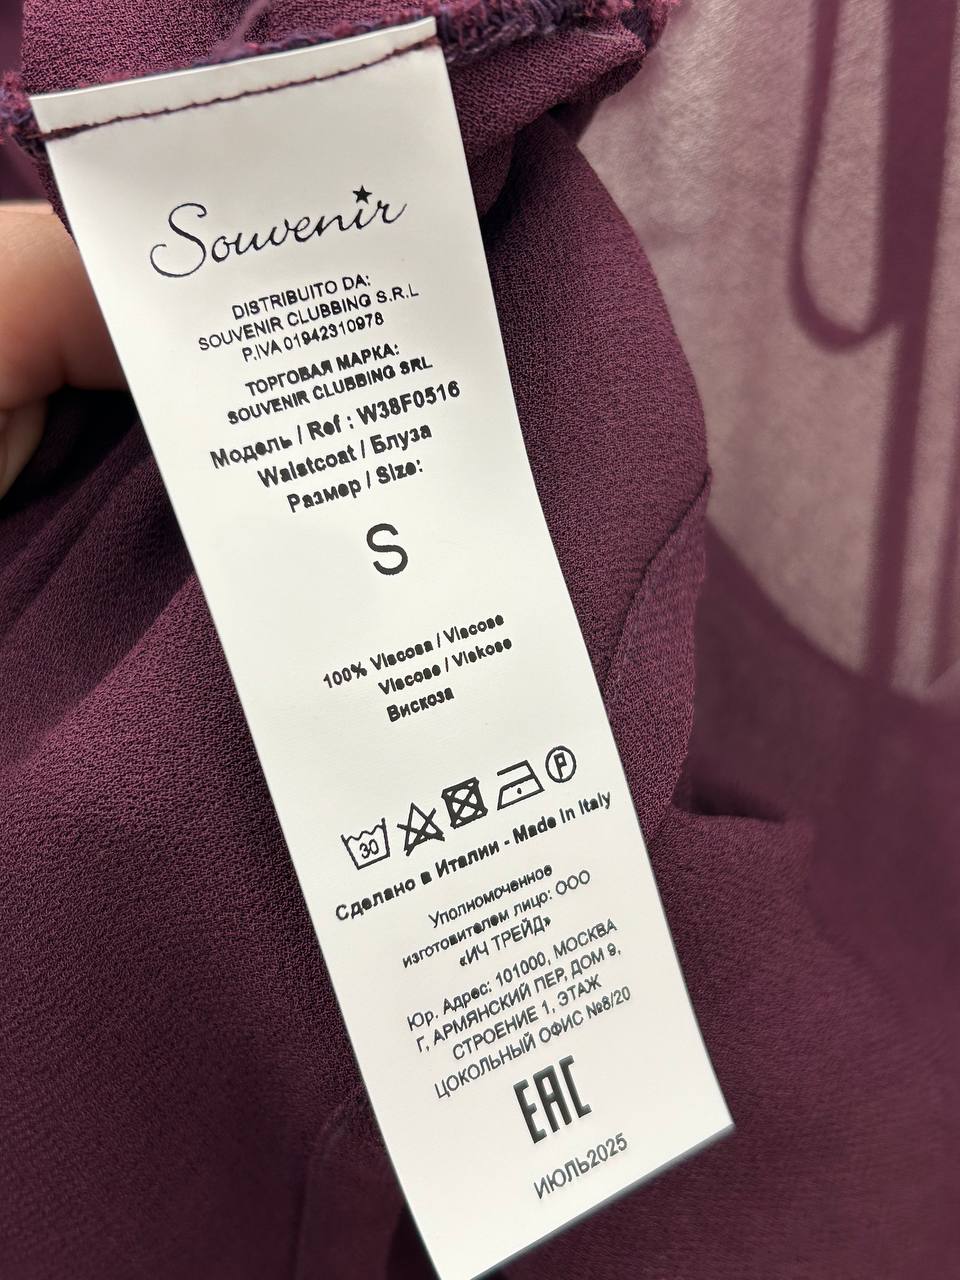 Souvenir
DISTRIBUITO DA:
SOUVENIR CLUBBING S.R.L
P.IVA 01942310978
ТОРГОВАЯ МАРКА:
SOUVENIR CLUBBING SRL
Модель / Ref : W38F0516
Waistcoat / Блуза
Размер / Size:
S
100% Viscosa / Viscose
Viscose / Viskose
Вискоза
30
P
Сделано в Италии - Made In Italy
Уполномоченное
изготовителем лицо: ООО
«ИЧ ТРЕЙД»
Юр. Адрес: 101000, МОСКВА
Г, АРМЯНСКИЙ ПЕР, ДОМ 9,
СТРОЕНИЕ 1, ЭТАЖ
ЦОКОЛЬНЫЙ ОФИС №8/20
EAC
ИЮЛЬ2025